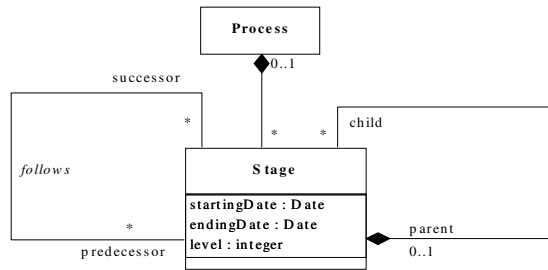 Process
0..1
successor
*
*
*
child
follows
Stage
startingDate : Date
endingDate : Date
level : integer
*
predecessor
parent
0..1